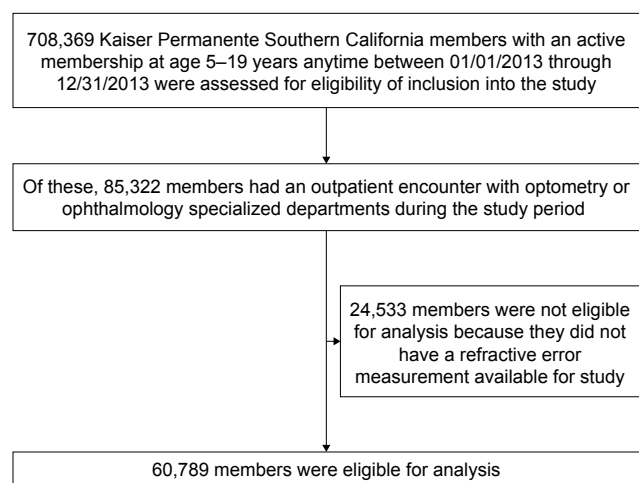 708,369 Kaiser Permanente Southern California members with an active
membership at age 5–19 years anytime between 01/01/2013 through
12/31/2013 were assessed for eligibility of inclusion into the study
Of these, 85,322 members had an outpatient encounter with optometry or
ophthalmology specialized departments during the study period
24,533 members were not eligible
for analysis because they did not
have a refractive error
measurement available for study
60,789 members were eligible for analysis